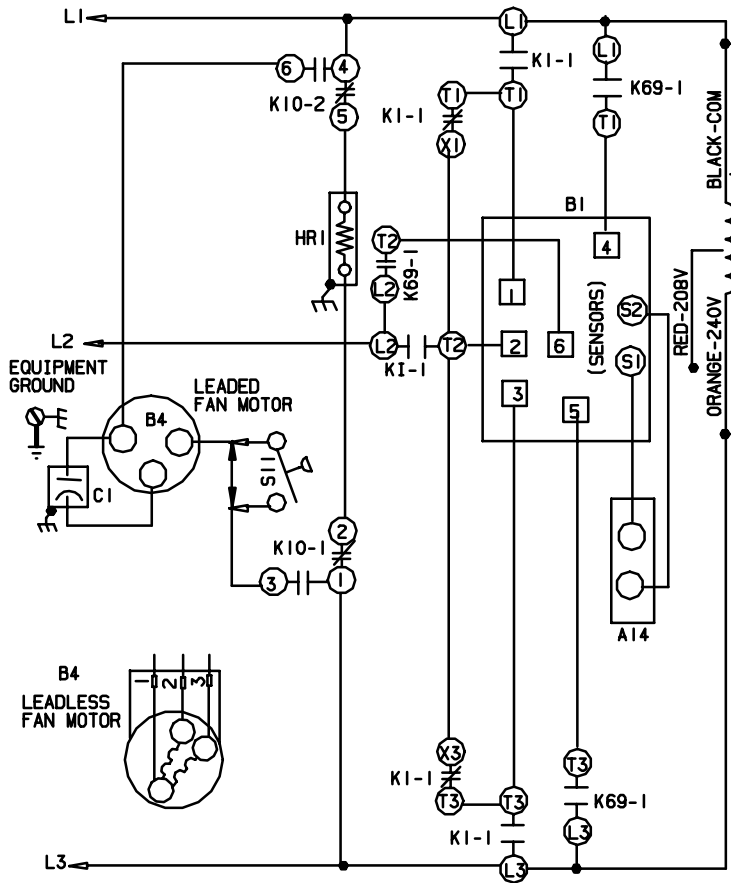 L1
L1
6
4
K1-1
L1
K10-2
K69-1
5
T1
T1
K1-1
T1
X1
BLACK-COM
B1
HR1
T2
4
K69-1
L2
1
(SENSORS)
S2
RED-208V
L2
L2
K1-1
T2
2
6
S1
ORANGE-240V
EQUIPMENT
GROUND
LEADED
FAN MOTOR
3
5
B4
S11
C1
2
K10-1
3
1
A14
B4
LEADLESS
FAN MOTOR
1
2
3
X3
T3
K1-1
T3
T3
K69-1
K1-1
L3
L3
L3